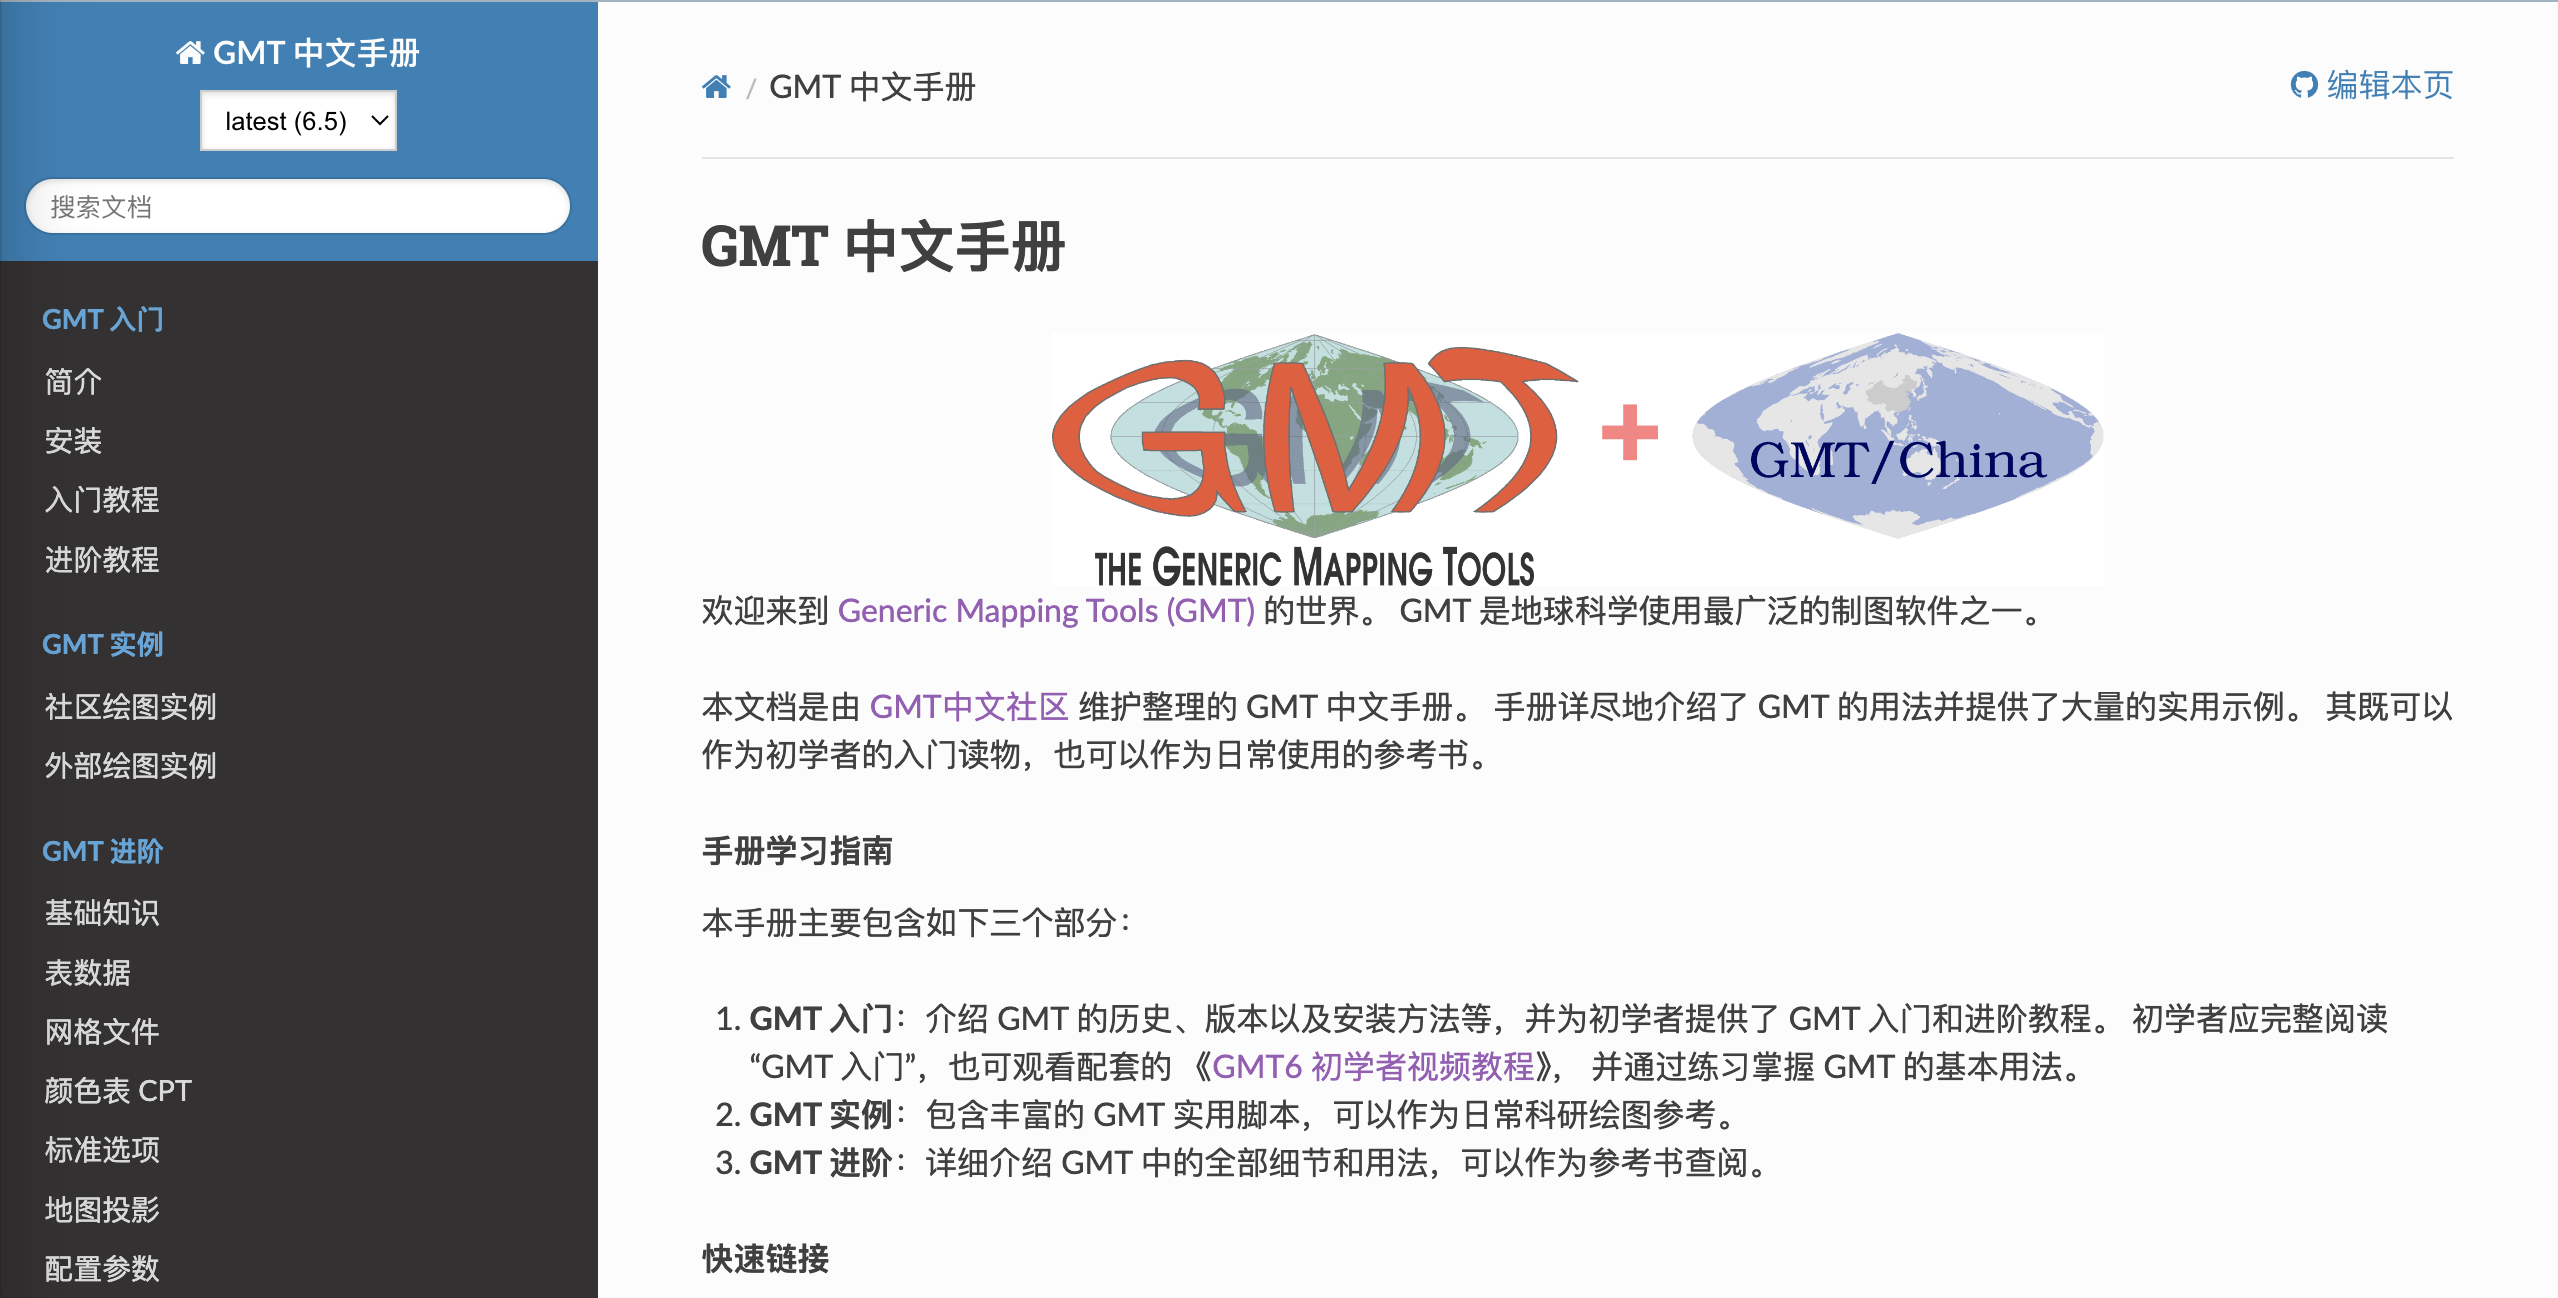 GMT 中文手册
latest (6.5)
搜索文档
GMT 入门
简介
安装
入门教程
进阶教程
GMT 实例
社区绘图实例
外部绘图实例
GMT 进阶
基础知识
表数据
网格文件
颜色表 CPT
标准选项
地图投影
配置参数
/ GMT 中文手册
编辑本页
GMT 中文手册
GMT
THE GENERIC MAPPING TOOLS
+
GMT/China
欢迎来到 Generic Mapping Tools (GMT) 的世界。 GMT 是地球科学使用最广泛的制图软件之一。
本文档是由 GMT中文社区 维护整理的 GMT 中文手册。 手册详尽地介绍了 GMT 的用法并提供了大量的实用示例。 其既可以
作为初学者的入门读物，也可以作为日常使用的参考书。
手册学习指南
本手册主要包含如下三个部分：
1. GMT 入门：介绍 GMT 的历史、版本以及安装方法等，并为初学者提供了 GMT 入门和进阶教程。 初学者应完整阅读
“GMT 入门”，也可观看配套的 《GMT6 初学者视频教程》， 并通过练习掌握 GMT 的基本用法。
2. GMT 实例：包含丰富的 GMT 实用脚本，可以作为日常科研绘图参考。
3. GMT 进阶：详细介绍 GMT 中的全部细节和用法，可以作为参考书查阅。
快速链接